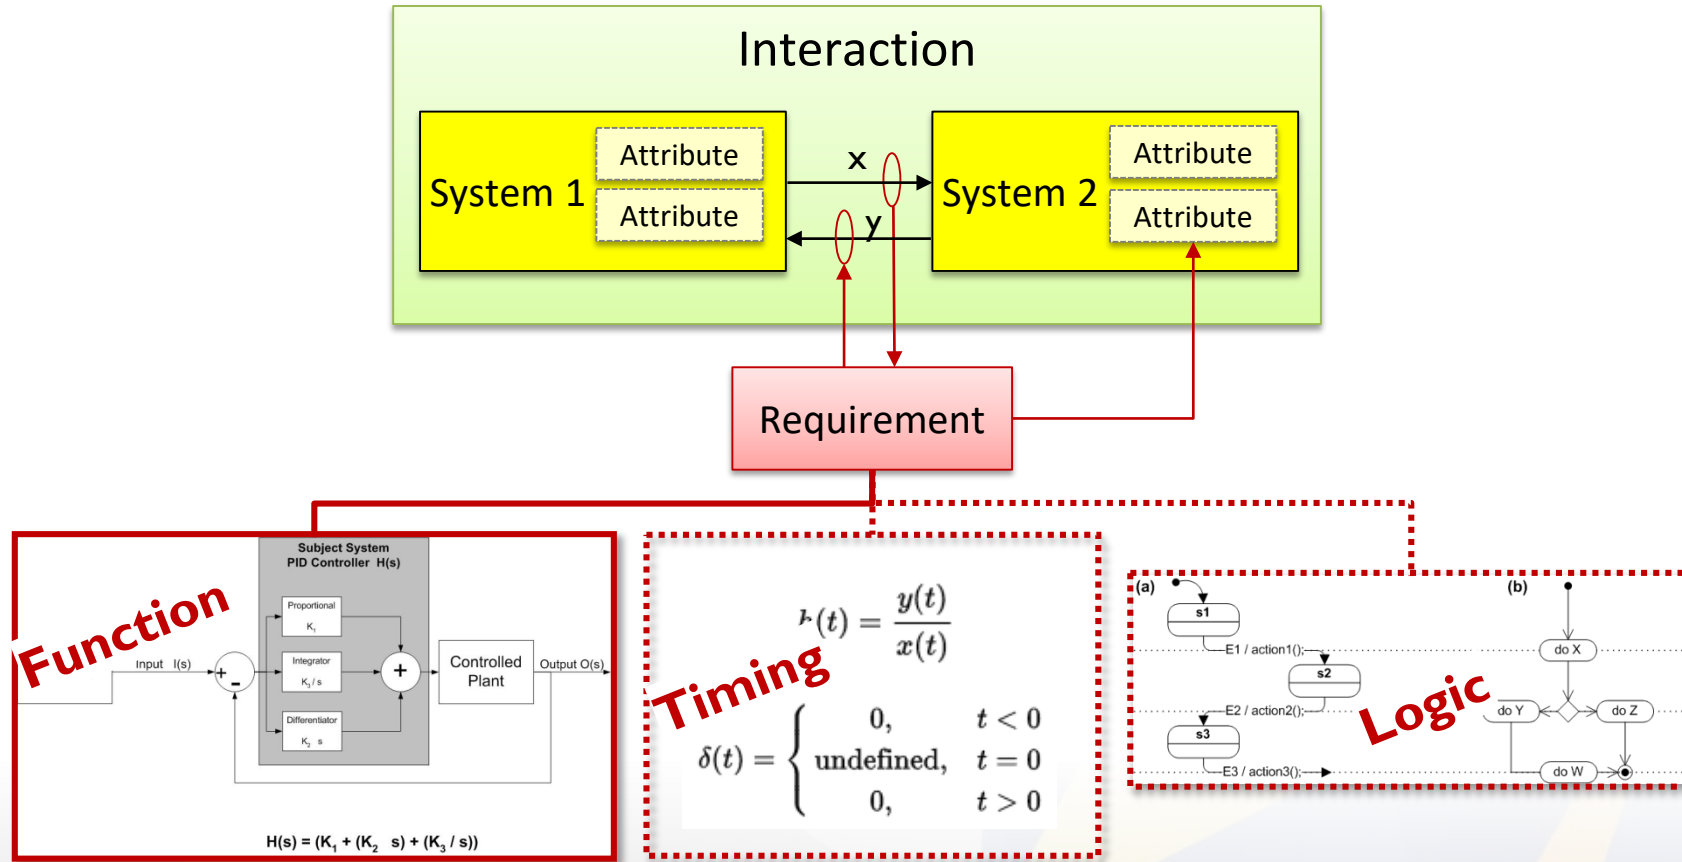 Interaction
System 1
Attribute
Attribute
x
y
System 2
Attribute
Attribute
Requirement
Function
Subject System
PID Controller H(s)
Proportional
K₁
Integrator
K₃ / s
Differentiator
K₂ s
Input I(s)
+
-
+
Controlled
Plant
Output O(s)
H(s) = (K₁ + (K₂ s) + (K₃ / s))
Timing
h(t) = y(t) / x(t)
δ(t) = { 0, t < 0
undefined, t = 0
0, t > 0
Logic
(a)
s1
E1 / action1();
s2
E2 / action2();
s3
E3 / action3();
(b)
do X
do Y
do Z
do W